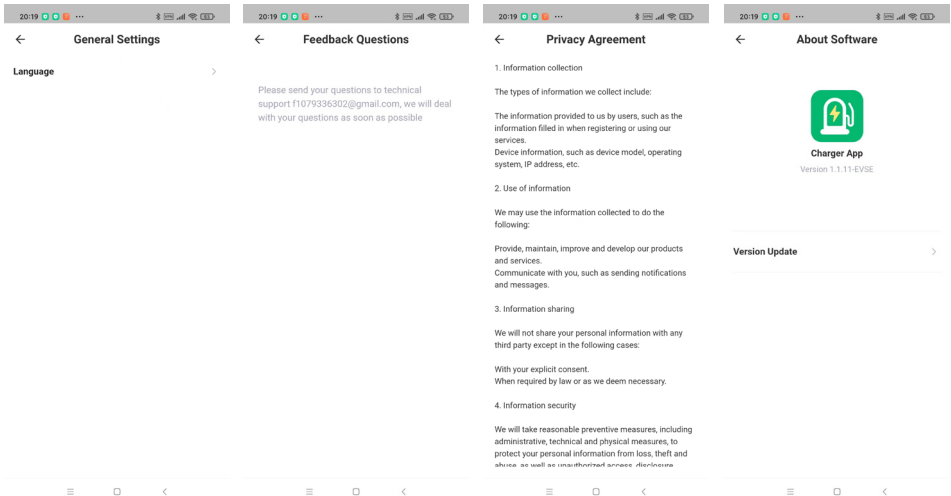 20:19
General Settings
Language
20:19
Feedback Questions
Please send your questions to technical
support f1079336302@gmail.com, we will deal
with your questions as soon as possible
20:19
Privacy Agreement
1. Information collection
The types of information we collect include:
The information provided to us by users, such as the
information filled in when registering or using our
services.
Device information, such as device model, operating
system, IP address, etc.
2. Use of information
We may use the information collected to do the
following:
Provide, maintain, improve and develop our products
and services.
Communicate with you, such as sending notifications
and messages.
3. Information sharing
We will not share your personal information with any
third party except in the following cases:
With your explicit consent.
When required by law or as we deem necessary.
4. Information security
We will take reasonable preventive measures, including
administrative, technical and physical measures, to
protect your personal information from loss, theft and
abuse, as well as unauthorized access, disclosure
20:19
About Software
Charger App
Version 1.1.11-EVSE
Version Update